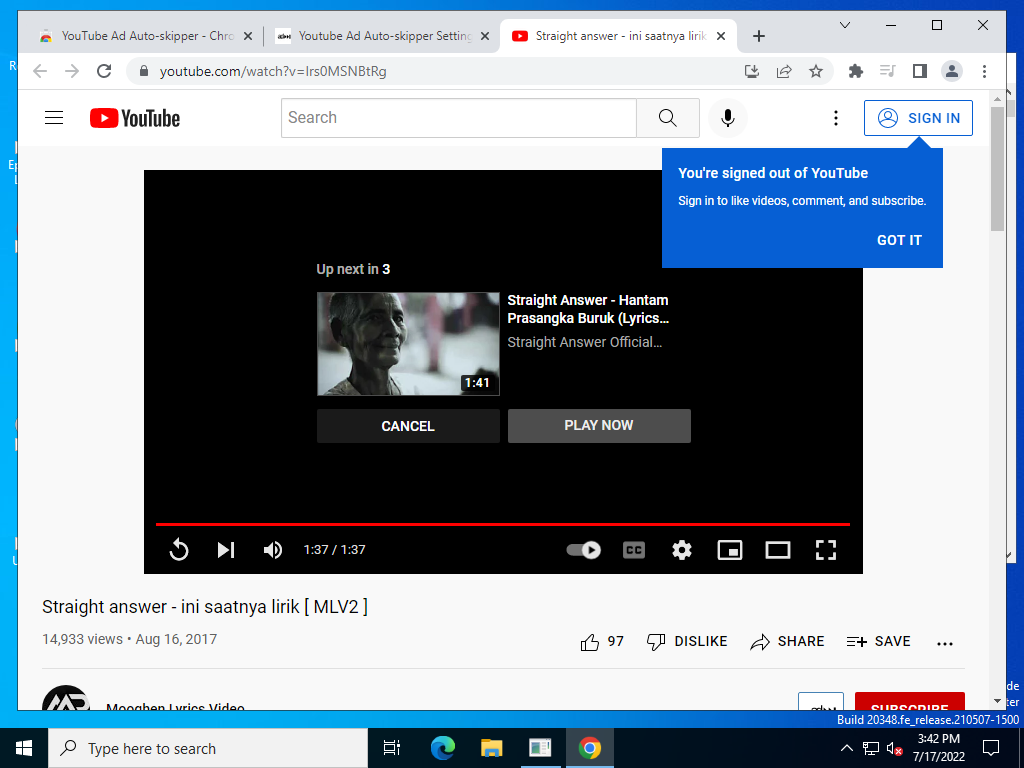 YouTube Ad Auto-skipper - Chro
Youtube Ad Auto-skipper Setting
Straight answer - ini saatnya lirik
youtube.com/watch?v=Irs0MSNBtRg
YouTube
Search
SIGN IN
You're signed out of YouTube
Sign in to like videos, comment, and subscribe.
GOT IT
Up next in 3
Straight Answer - Hantam
Prasangka Buruk (Lyrics...
Straight Answer Official...
1:41
CANCEL
PLAY NOW
1:37 / 1:37
CC
Straight answer - ini saatnya lirik [ MLV2 ]
14,933 views • Aug 16, 2017
97
DISLIKE
SHARE
SAVE
Mooghen Lyrics Video
SUBSCRIBE
Build 20348.fe_release.210507-1500
Type here to search
3:42 PM
7/17/2022